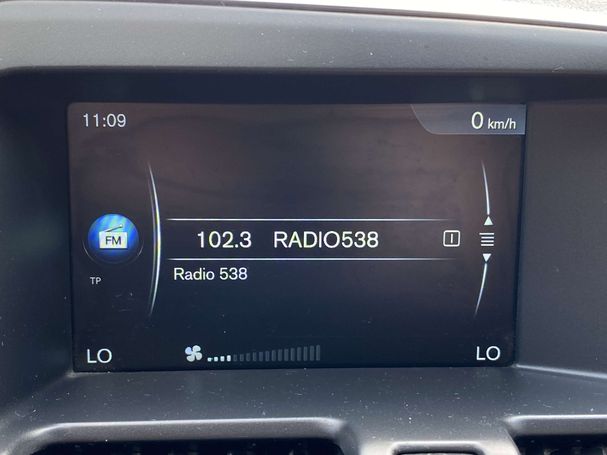 11:09
0 km/h
FM
102.3 RADIO538 I
TP
Radio 538
LO
LO